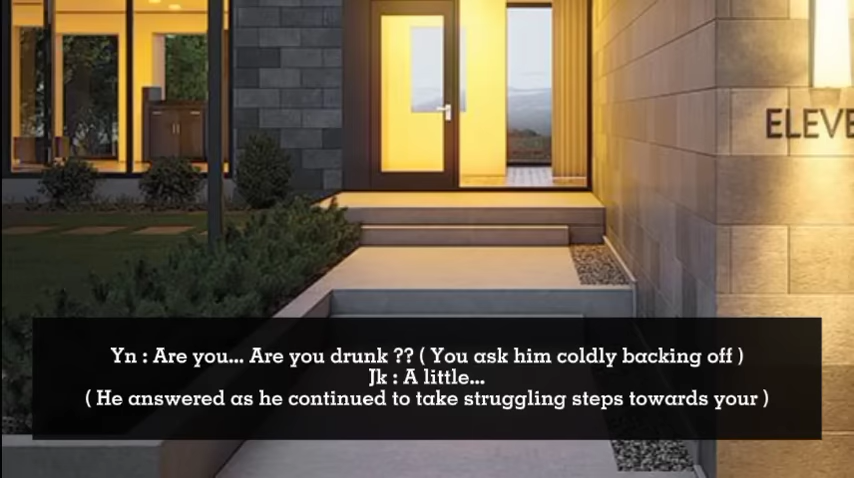 ELEVE
Yn : Are you... Are you drunk ?? ( You ask him coldly backing off )
Jk : A little...
( He answered as he continued to take struggling steps towards your )